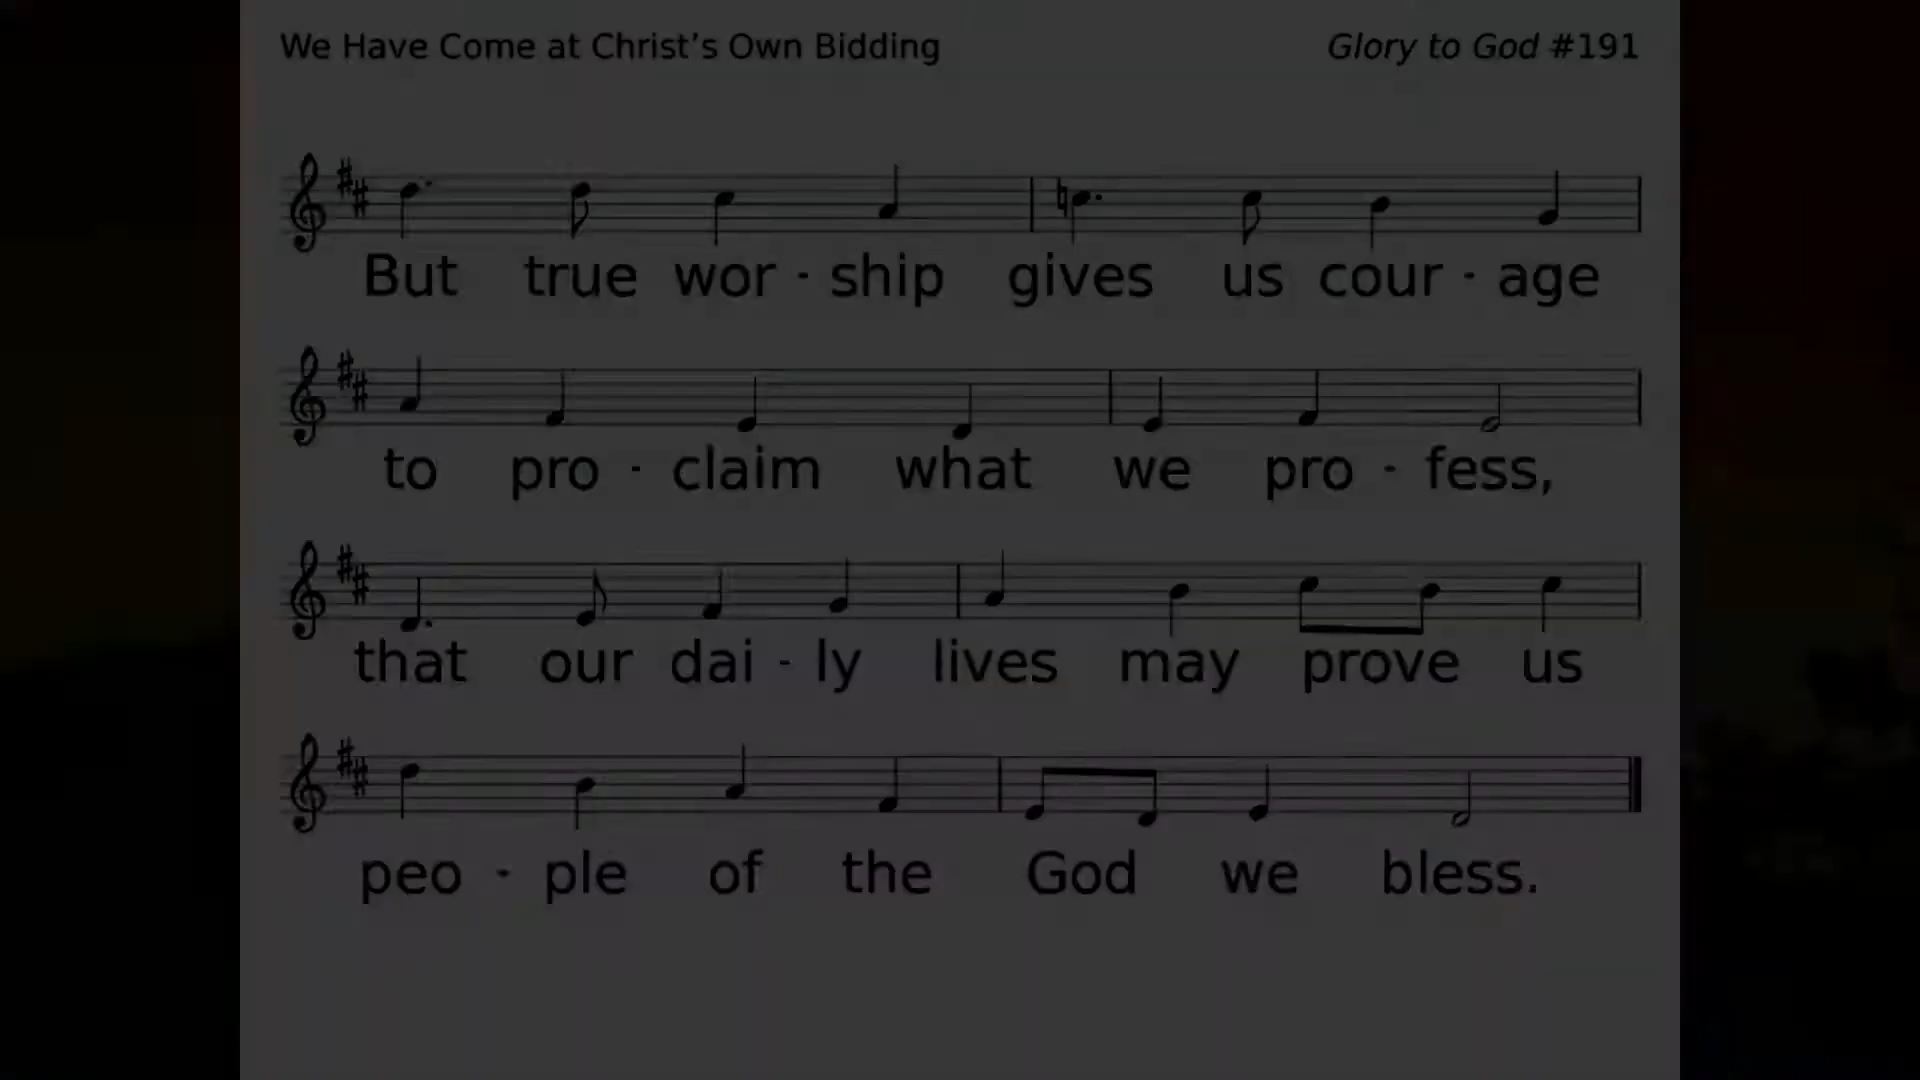 We Have Come at Christ’s Own Bidding
Glory to God #191
But true wor - ship gives us cour - age
to pro - claim what we pro - fess,
that our dai - ly lives may prove us
peo - ple of the God we bless.